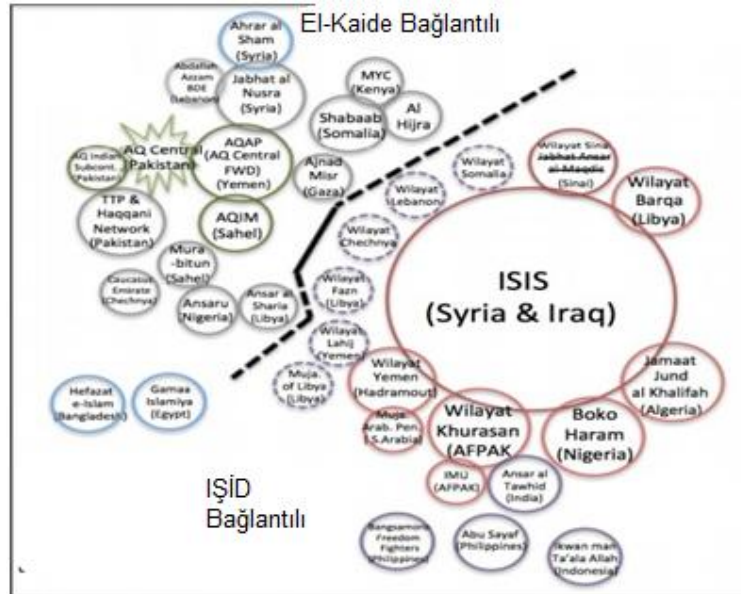 El-Kaide Bağlantılı
Ahrar al
Sham
(Syria)
Abdallah
Azzam
BDE
(Lebanon)
Jabhat al
Nusra
(Syria)
MYC
(Kenya)
Al
Hijra
Shabaab
(Somalia)
AQ Central
(Pakistan)
AQ Indian
Subcont.
(Pakistan)
AQAP
(AQ Central
FWD)
(Yemen)
Ajnad
Misr
(Gaza)
TTP &
Haqqani
Network
(Pakistan)
AQIM
(Sahel)
Mura
-bitun
(Sahel)
Caucasus
Emirate
(Chechnya)
Ansaru
(Nigeria)
Ansar al
Sharia
(Libya)
Hefazat
e-Islam
(Bangladesh)
Gamaa
Islamiya
(Egypt)
Wilayat Sina
Jabhat Ansar
al-Maqdis
(Sinai)
Wilayat
Somalia
Wilayat
Lebanon
Wilayat
Barqa
(Libya)
Wilayat
Chechnya
ISIS
(Syria & Iraq)
Wilayat
Fazn
(Libya)
Wilayat
Lahij
(Yemen)
Muja.
of Libya
(Libya)
Wilayat
Yemen
(Hadramout)
Jamaat
Jund
al Khalifah
(Algeria)
Muja.
Arab. Pen.
(S.Arabia)
Wilayat
Khurasan
(AFPAK
Boko
Haram
(Nigeria)
IMU
(AFPAK)
Ansar al
Tawhid
(India)
IŞİD
Bağlantılı
Bangsamoro
Freedom
Fighters
(Philippines)
Abu Sayaf
(Philippines)
Ikwan man
Ta'ala Allah
(Indonesia)